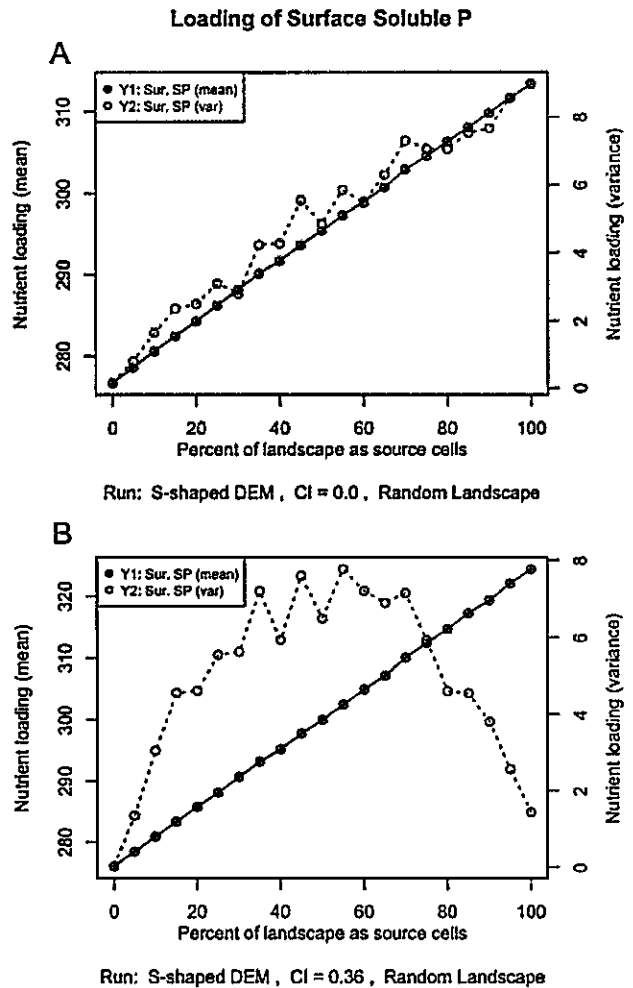 Loading of Surface Soluble P
A
Y1: Sur, SP (mean)
Y2: Sur, SP (var)
Nutrient loading (mean)
280 290 300 310
Nutrient loading (variance)
0 2 4 6 8
0 20 40 60 80 100
Percent of landscape as source cells
Run: S-shaped DEM , CI = 0.0 , Random Landscape
B
Y1: Sur, SP (mean)
Y2: Sur, SP (var)
Nutrient loading (mean)
280 290 300 310 320
Nutrient loading (variance)
0 2 4 6 8
0 20 40 60 80 100
Percent of landscape as source cells
Run: S-shaped DEM , CI = 0.36 , Random Landscape